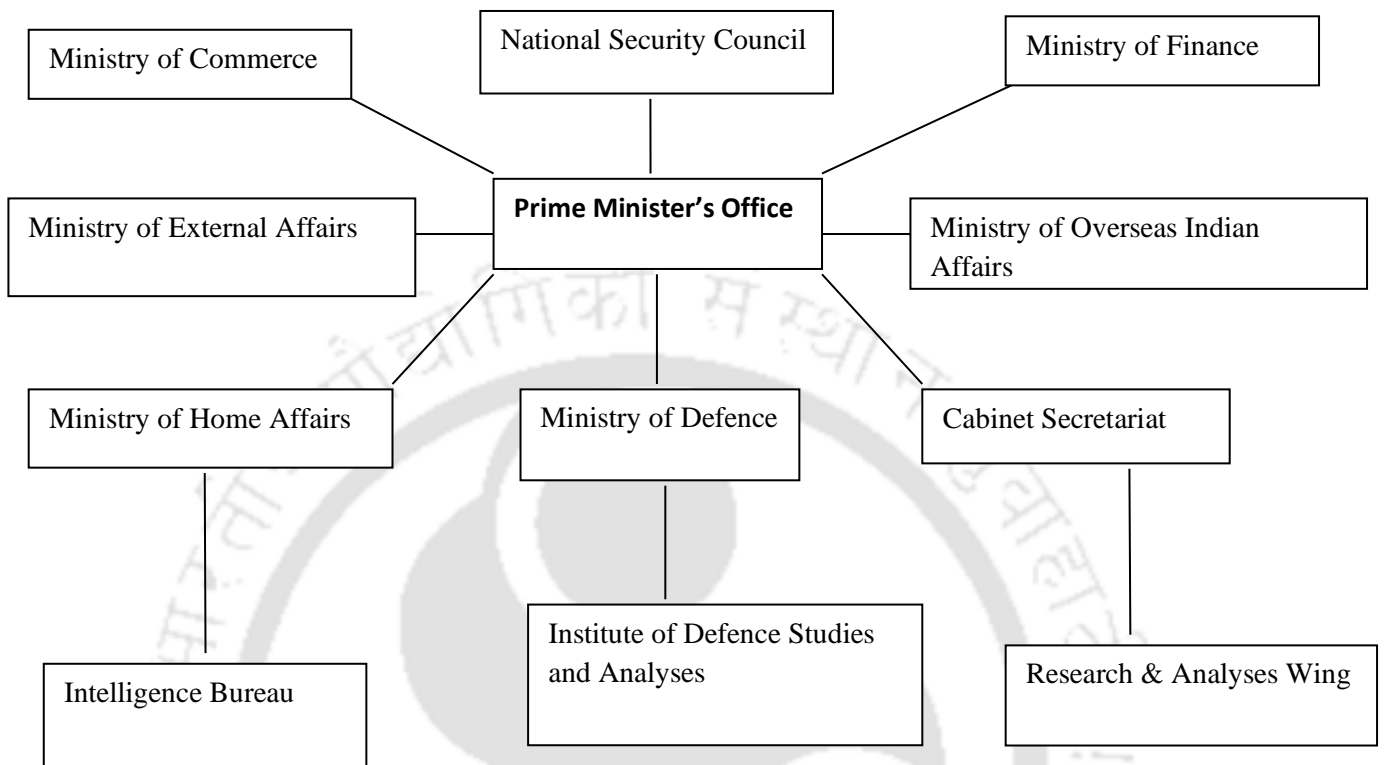 National Security Council
Ministry of Commerce
Ministry of Finance
Prime Minister’s Office
Ministry of External Affairs
Ministry of Overseas Indian
Affairs
Ministry of Home Affairs
Ministry of Defence
Cabinet Secretariat
Institute of Defence Studies
and Analyses
Intelligence Bureau
Research & Analyses Wing